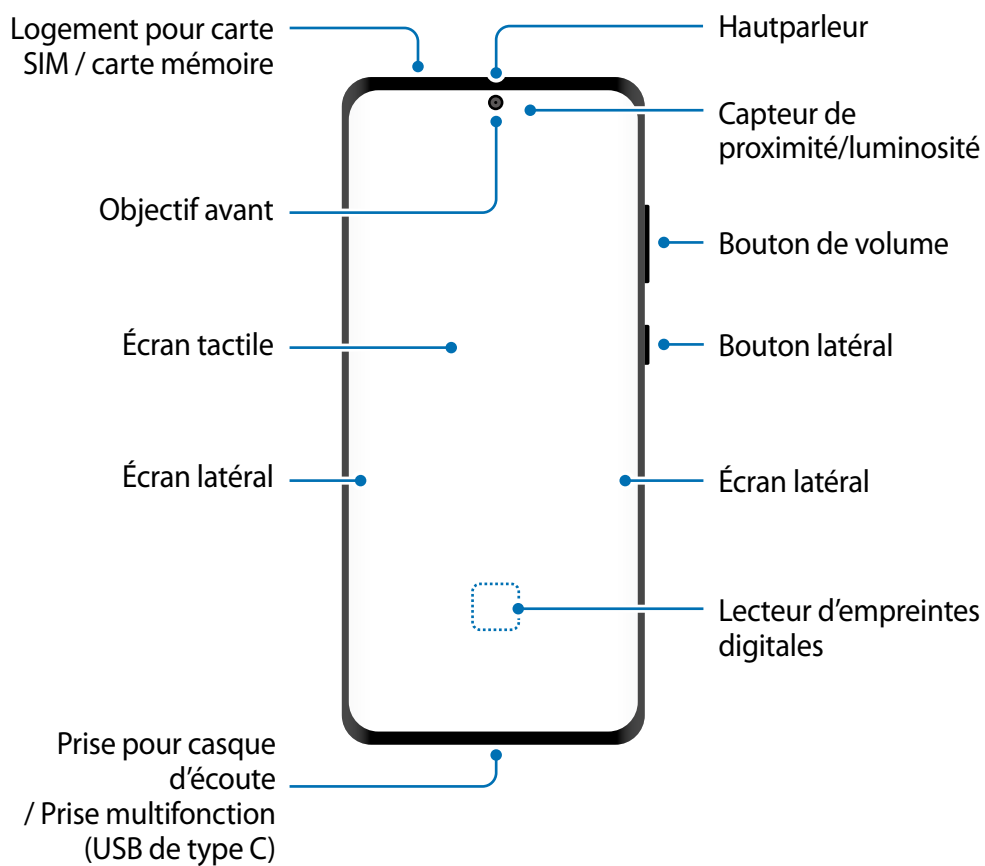 Logement pour carte
SIM / carte mémoire
Hautparleur
Capteur de
proximité/luminosité
Objectif avant
Bouton de volume
Écran tactile
Bouton latéral
Écran latéral
Écran latéral
Lecteur d’empreintes
digitales
Prise pour casque
d’écoute
/ Prise multifonction
(USB de type C)